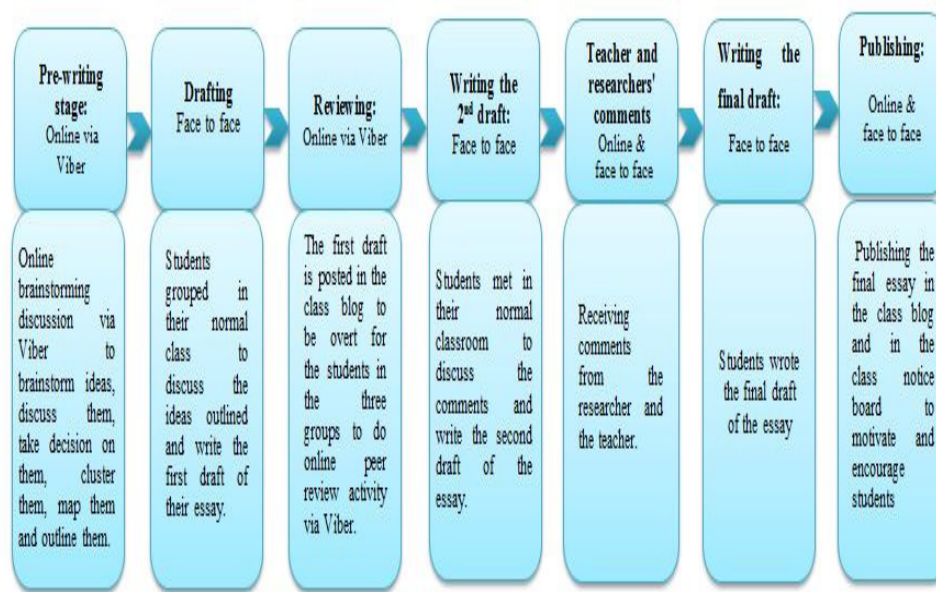 Pre-writing
stage:
Online via
Viber
Drafting
Face to face
Reviewing:
Online via Viber
Writing the
2nd draft:
Face to face
Teacher and
researchers'
comments
Online &
face to face
Writing the
final draft:
Face to face
Publishing:
Online &
face to face
Online
brainstorming
discussion via
Viber to
brainstorm ideas,
discuss them,
take decision on
them, cluster
them, map them
and outline them.
Students
grouped in
their normal
class to
discuss the
ideas outlined
and write the
first draft of
their essay.
The first draft
is posted in the
class blog to
be overt for
the students in
the three
groups to do
online peer
review activity
via Viber.
Students met in
their normal
classroom to
discuss the
comments and
write the second
draft of the
essay.
Receiving
comments
from the
researcher and
the teacher.
Students wrote
the final draft
of the essay
Publishing the
final essay in
the class blog
and in the
class notice
board to
motivate and
encourage
students